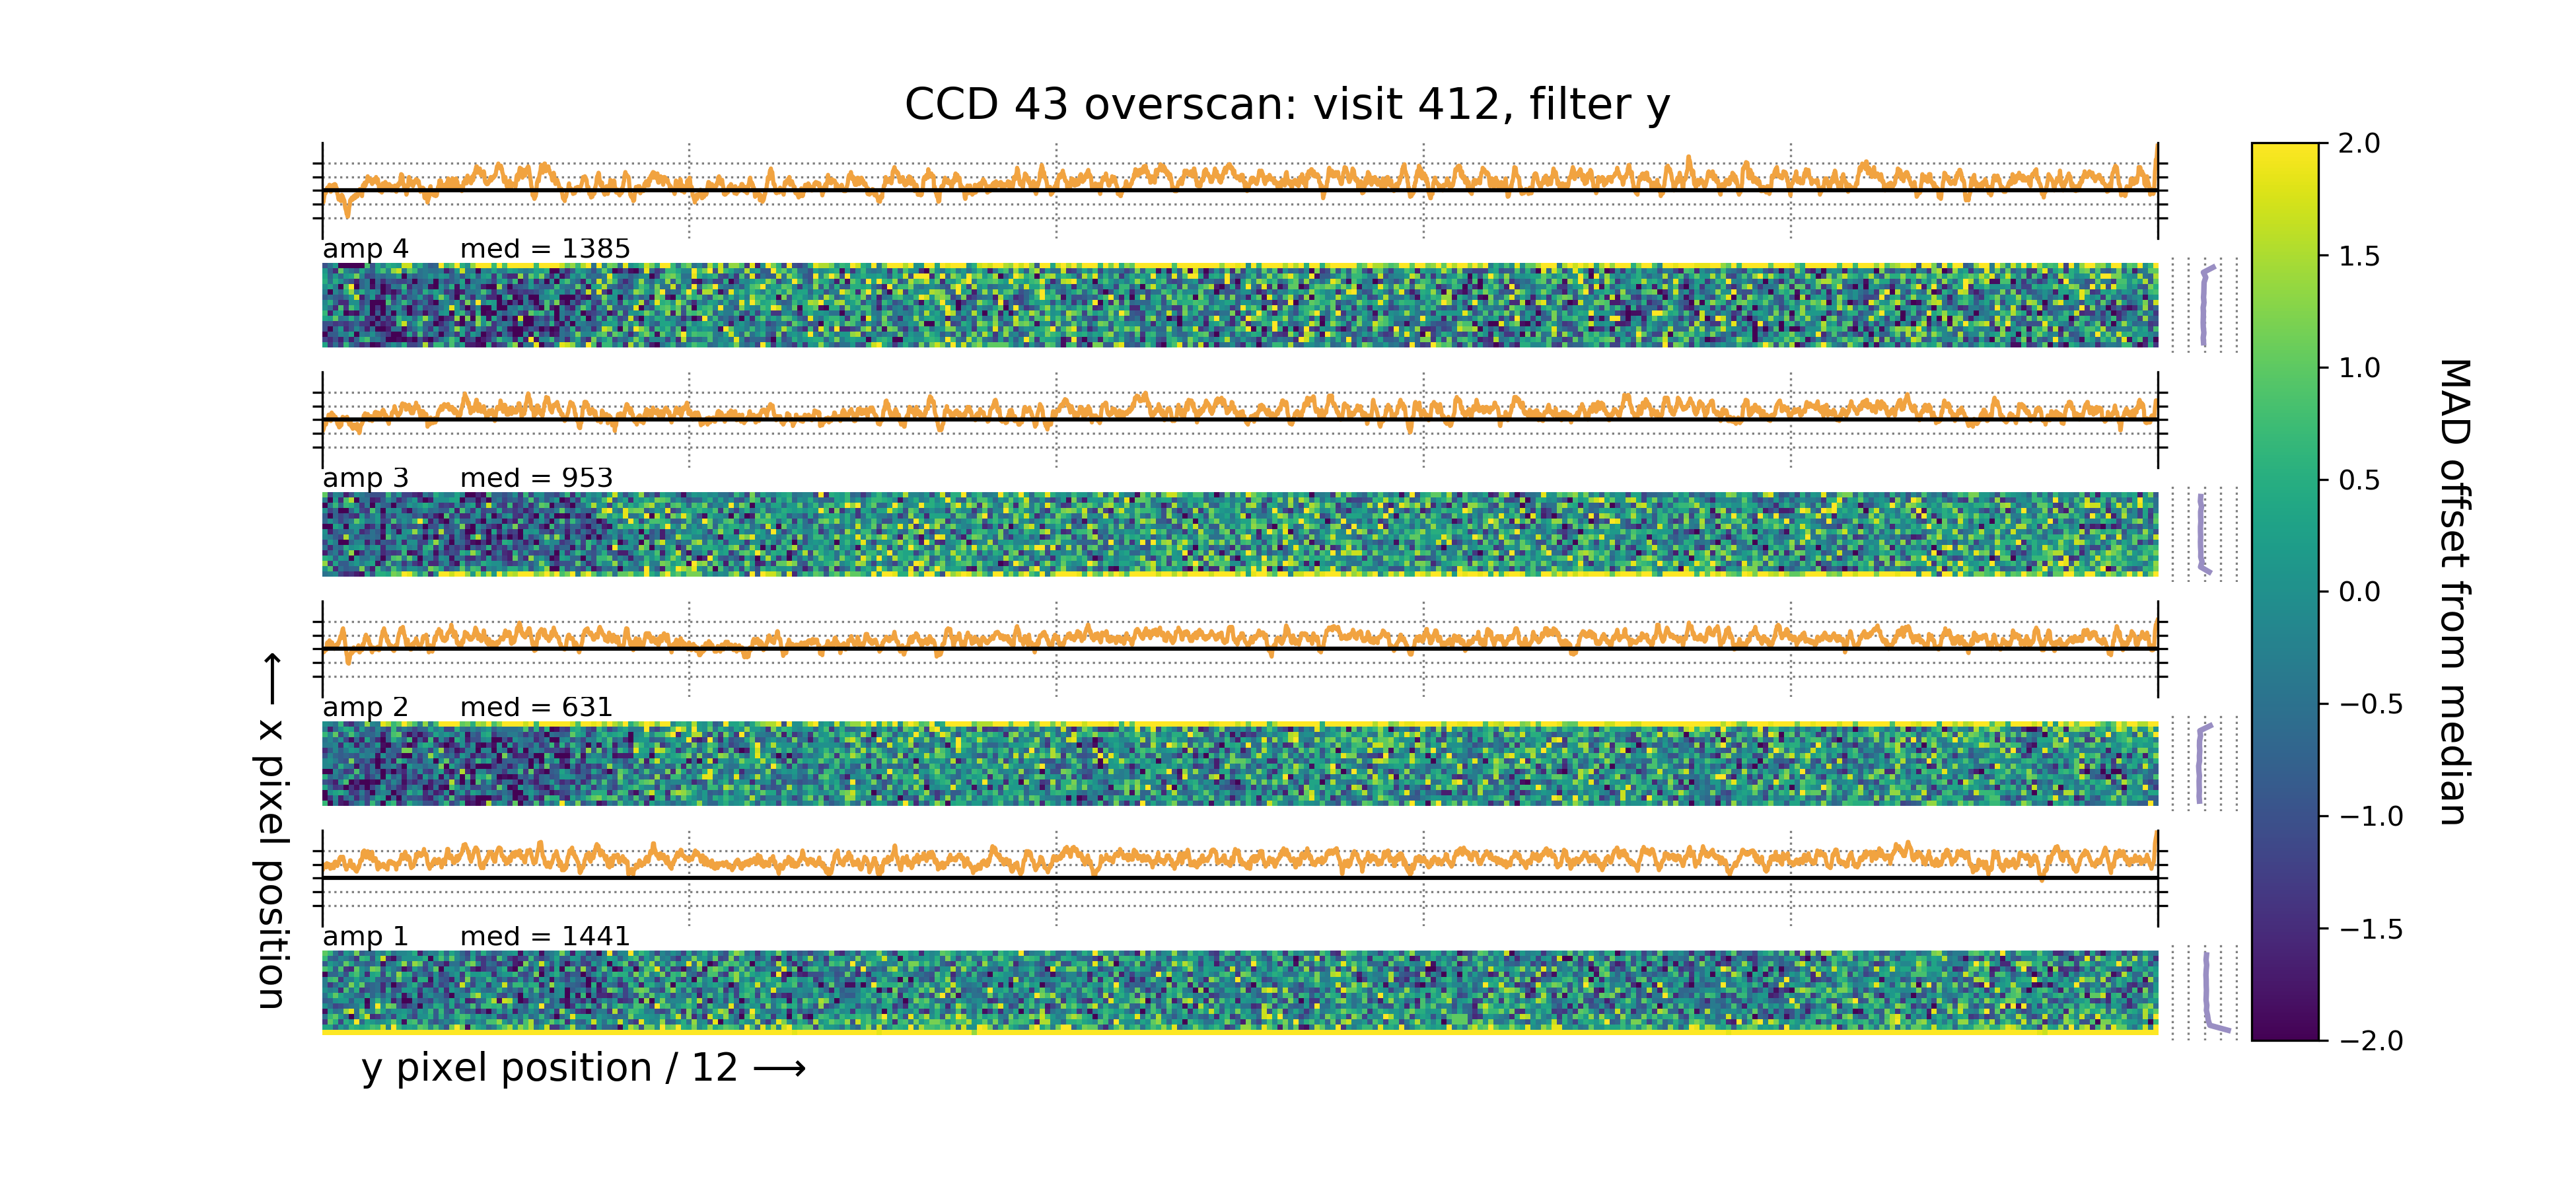 CCD 43 overscan: visit 412, filter y
amp 4 med = 1385
amp 3 med = 953
amp 2 med = 631
amp 1 med = 1441
x pixel position ⟶
y pixel position / 12 ⟶
2.0
1.5
1.0
0.5
0.0
−0.5
−1.0
−1.5
−2.0
MAD offset from median